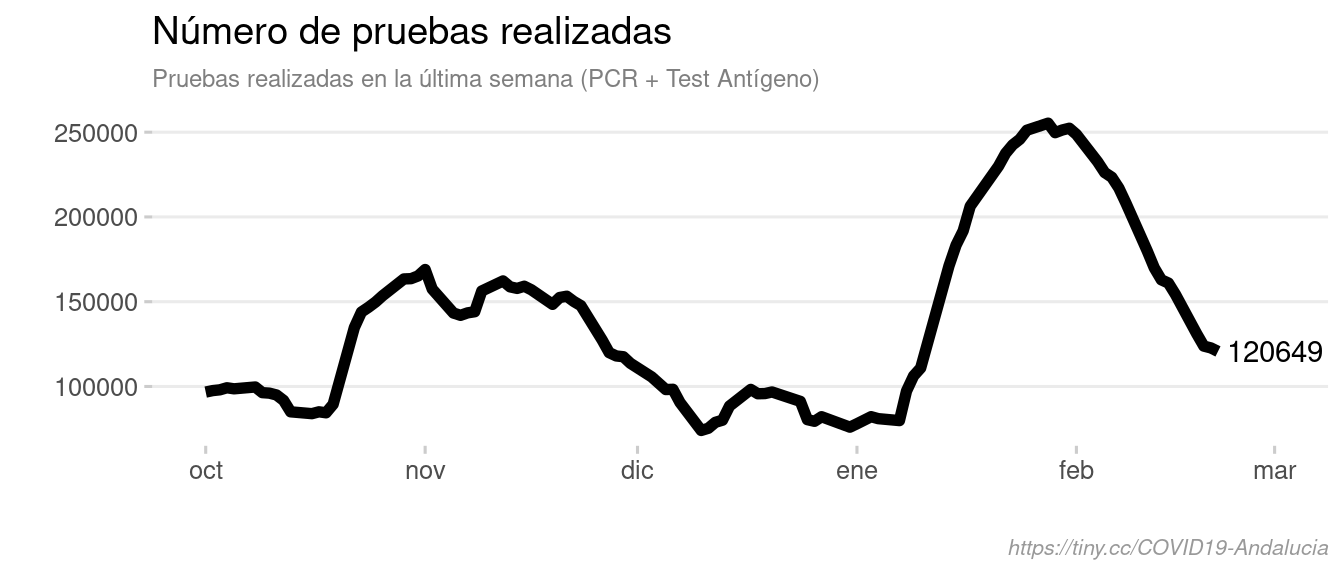 Número de pruebas realizadas
Pruebas realizadas en la última semana (PCR + Test Antígeno)
250000
200000
150000
100000
120649
oct nov dic ene feb mar
https://tiny.cc/COVID19-Andalucia